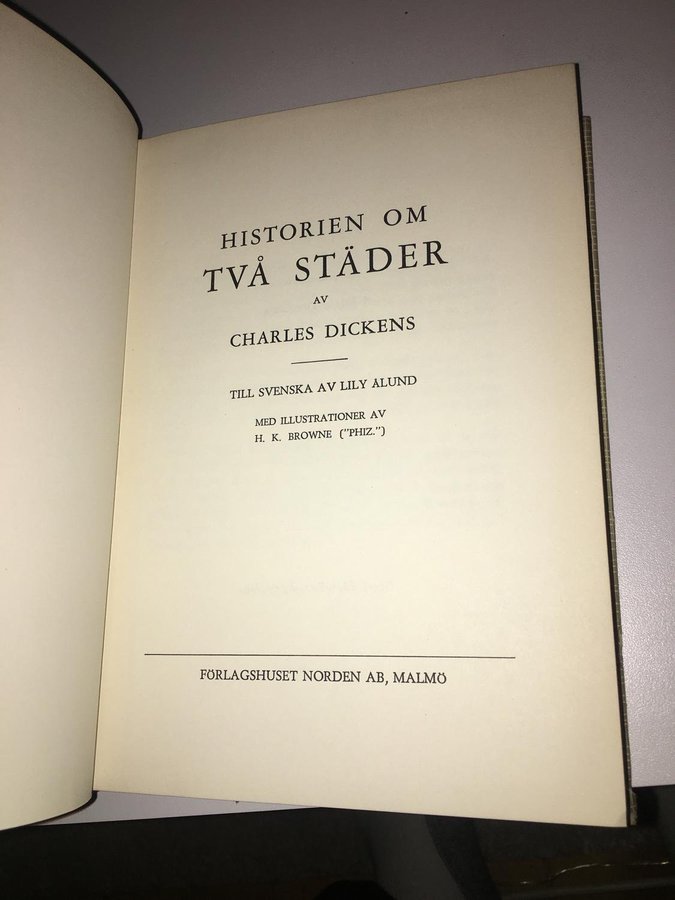 HISTORIEN OM
TVÅ STÄDER
AV
CHARLES DICKENS
TILL SVENSKA AV LILY ÅLUND
MED ILLUSTRATIONER AV
H. K. BROWNE ("PHIZ.")
FÖRLAGSHUSET NORDEN AB, MALMÖ